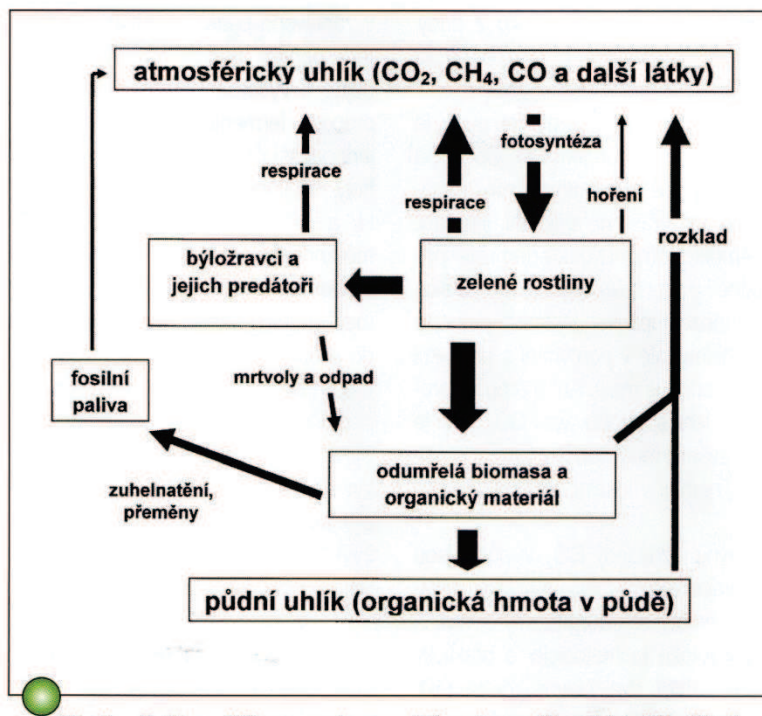 atmosférický uhlík (CO₂, CH₄, CO a další látky)
fotosyntéza
respirace
respirace
hoření
rozklad
býložravci a
jejich predátoři
zelené rostliny
fosilní
paliva
mrtvoly a odpad
odumřelá biomasa a
organický materiál
zuhelnatění,
přeměny
půdní uhlík (organická hmota v půdě)